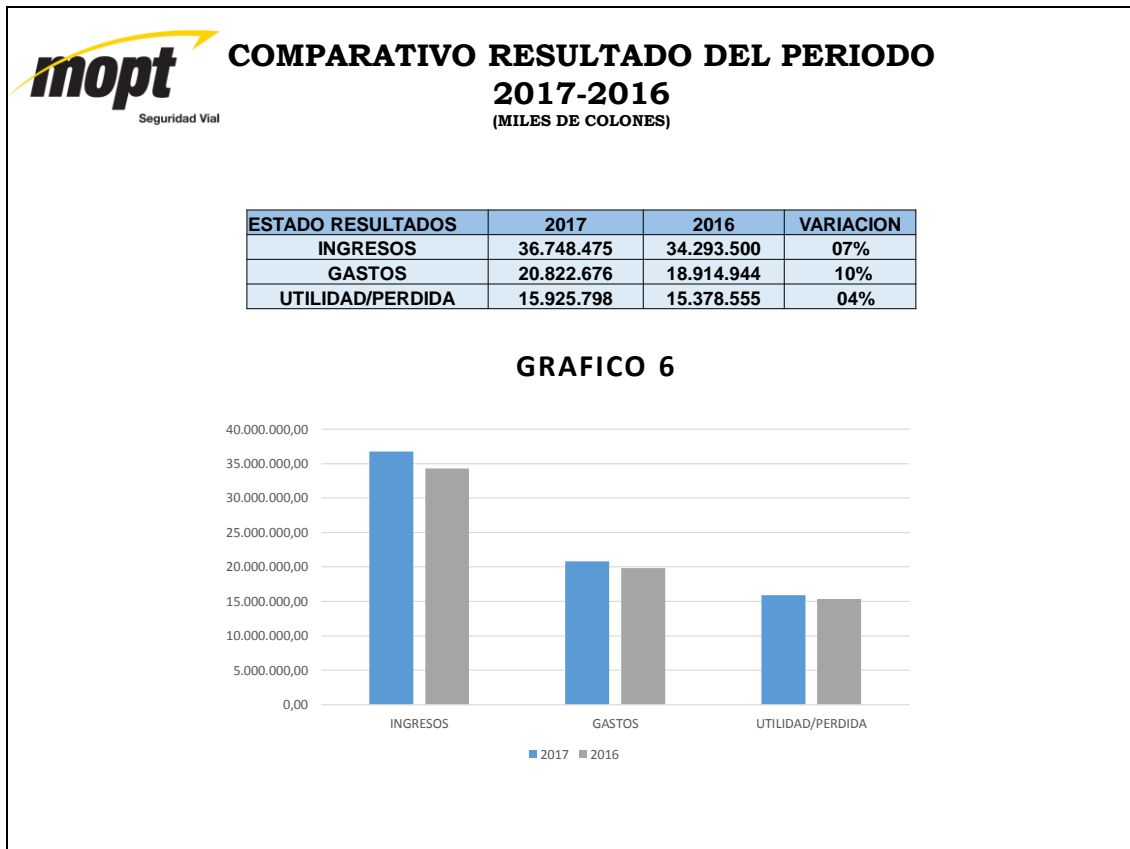 mopt
Seguridad Vial
COMPARATIVO RESULTADO DEL PERIODO
2017-2016
(MILES DE COLONES)
ESTADO RESULTADOS 2017 2016 VARIACION
INGRESOS 36.748.475 34.293.500 07%
GASTOS 20.822.676 18.914.944 10%
UTILIDAD/PERDIDA 15.925.798 15.378.555 04%
GRAFICO 6
40.000.000,00
35.000.000,00
30.000.000,00
25.000.000,00
20.000.000,00
15.000.000,00
10.000.000,00
5.000.000,00
0,00
INGRESOS GASTOS UTILIDAD/PERDIDA
2017 2016